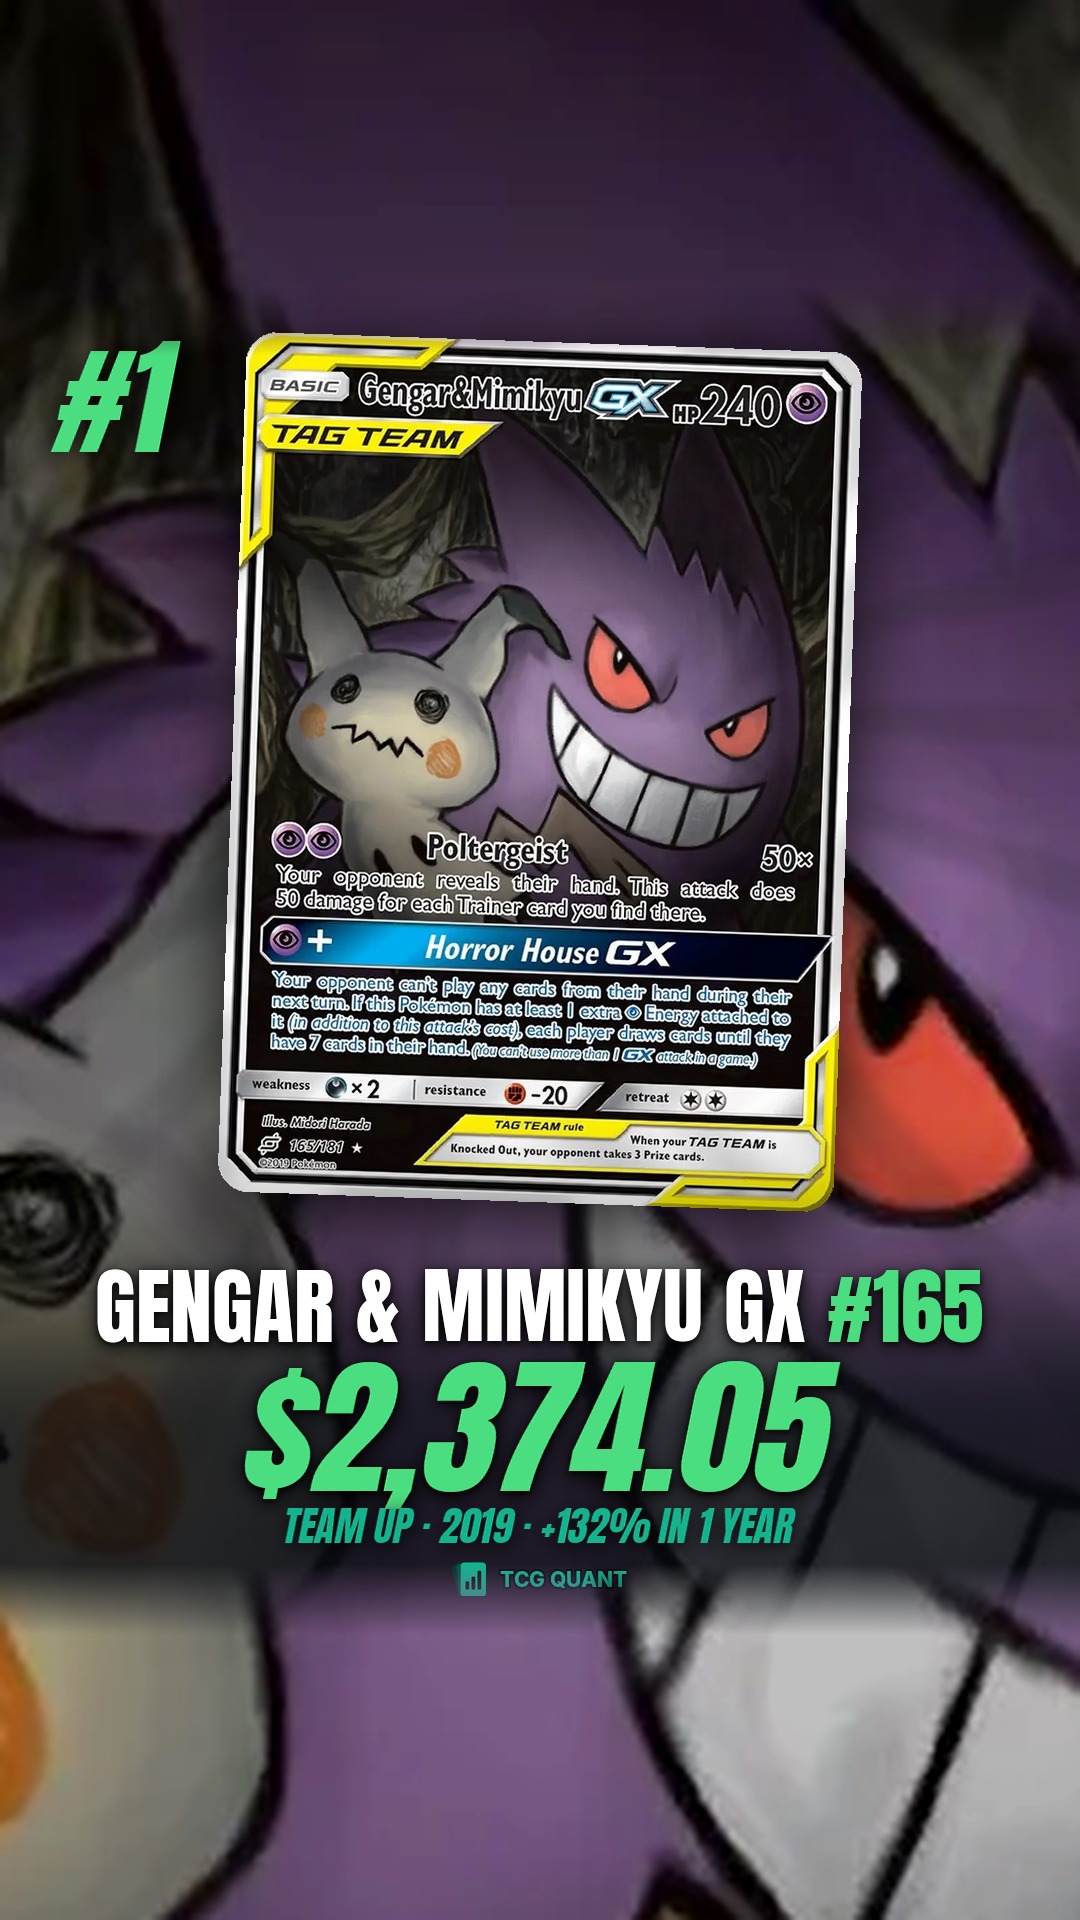 #1
BASIC Gengar&Mimikyu GX HP 240
TAG TEAM
Poltergeist 50×
Your opponent reveals their hand. This attack does
50 damage for each Trainer card you find there.
+ Horror House GX
Your opponent can't play any cards from their hand during their
next turn. If this Pokémon has at least 1 extra Energy attached to
it (in addition to this attack's cost), each player draws cards until they
have 7 cards in their hand. (You can't use more than 1 GX attack in a game.)
weakness ×2 resistance -20 retreat
Illus. Midori Harada
165/181 ★
©2019 Pokémon
TAG TEAM rule
When your TAG TEAM is
Knocked Out, your opponent takes 3 Prize cards.
GENGAR & MIMIKYU GX #165
$2,374.05
TEAM UP · 2019 · +132% IN 1 YEAR
TCG QUANT